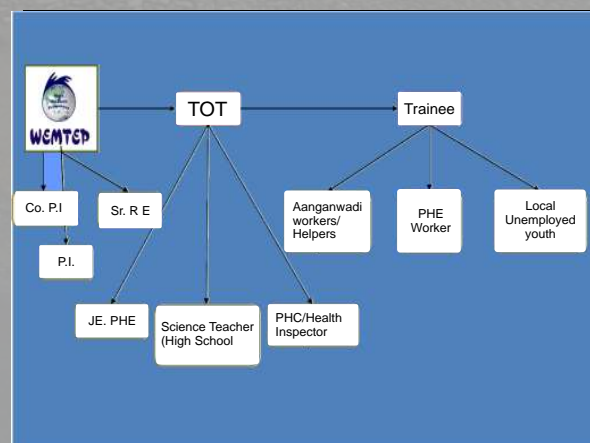 WEMTEP
TOT
Trainee
Co. P.I
Sr. R E
P.I.
Aanganwadi
workers/
Helpers
PHE
Worker
Local
Unemployed
youth
JE. PHE
Science Teacher
(High School
PHC/Health
Inspector